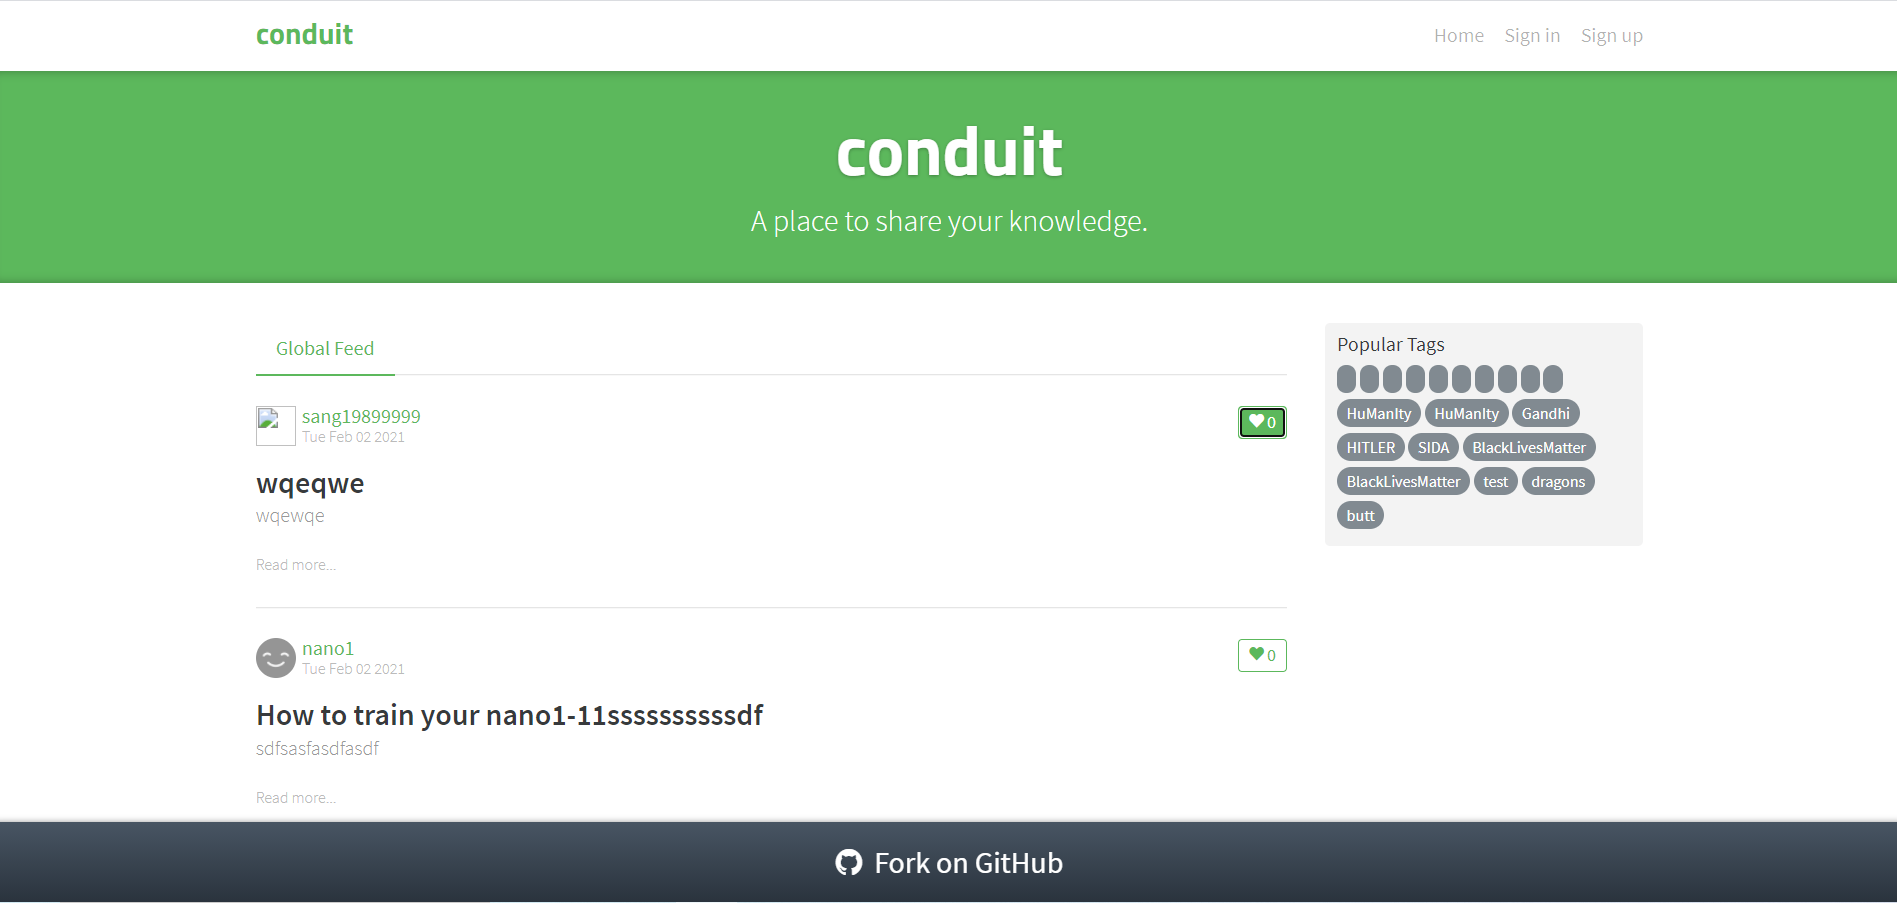 conduit
Home Sign in Sign up
conduit
A place to share your knowledge.
Global Feed
sang19899999
Tue Feb 02 2021
0
wqeqwe
wqewqe
Read more...
nano1
Tue Feb 02 2021
0
How to train your nano1-11ssssssssssdf
sdfsasfasdfasdf
Read more...
Popular Tags
HuManIty HuManIty Gandhi
HITLER SIDA BlackLivesMatter
BlackLivesMatter test dragons
butt
Fork on GitHub